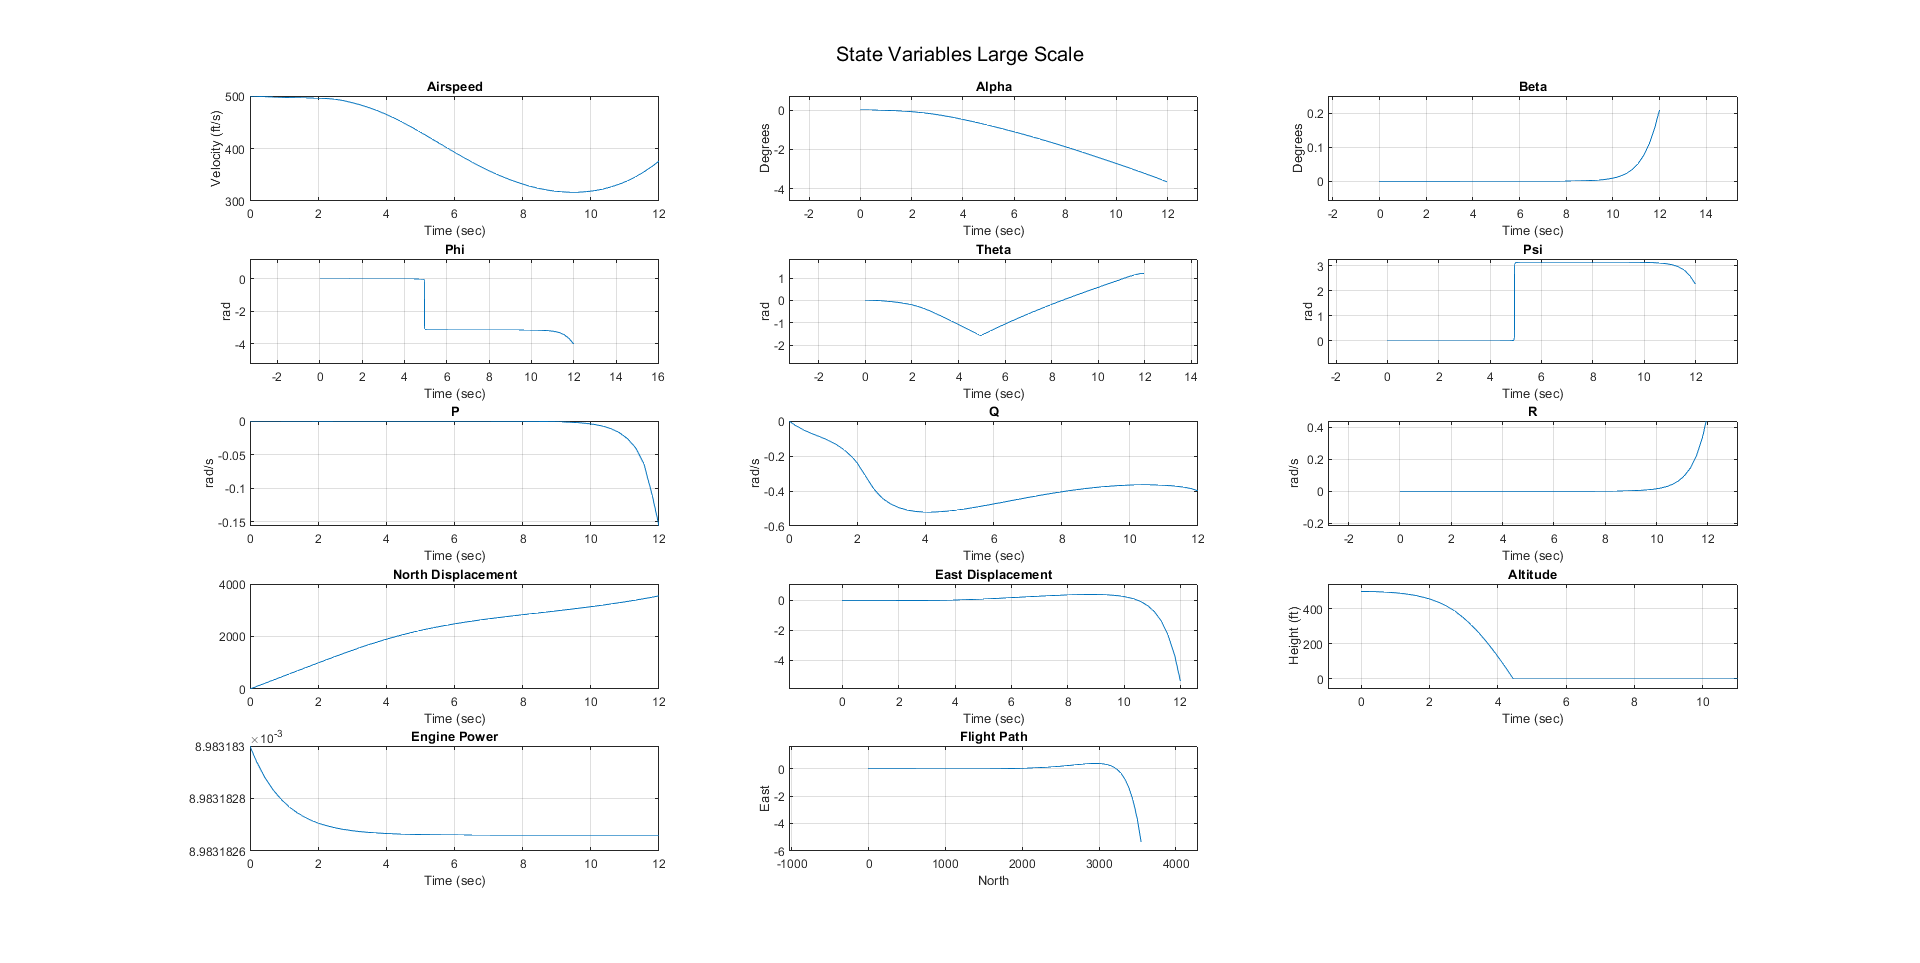 State Variables Large Scale
Airspeed
Velocity (ft/s)
500
400
300
0 2 4 6 8 10 12
Time (sec)
Alpha
Degrees
0
-2
-4
-2 0 2 4 6 8 10 12
Time (sec)
Beta
Degrees
0.2
0.1
0
-2 0 2 4 6 8 10 12 14
Time (sec)
Phi
rad
0
-2
-4
-2 0 2 4 6 8 10 12 14 16
Time (sec)
Theta
rad
1
0
-1
-2
-2 0 2 4 6 8 10 12 14
Time (sec)
Psi
rad
3
2
1
0
-2 0 2 4 6 8 10 12
Time (sec)
P
rad/s
0
-0.05
-0.1
-0.15
0 2 4 6 8 10 12
Time (sec)
Q
rad/s
0
-0.2
-0.4
-0.6
0 2 4 6 8 10 12
Time (sec)
R
rad/s
0.4
0.2
0
-0.2
-2 0 2 4 6 8 10 12
Time (sec)
North Displacement
4000
2000
0
0 2 4 6 8 10 12
Time (sec)
East Displacement
0
-2
-4
0 2 4 6 8 10 12
Time (sec)
Altitude
Height (ft)
400
200
0
0 2 4 6 8 10
Time (sec)
Engine Power
×10-3
8.983183
8.9831828
8.9831826
0 2 4 6 8 10 12
Time (sec)
Flight Path
East
0
-2
-4
-6
-1000 0 1000 2000 3000 4000
North